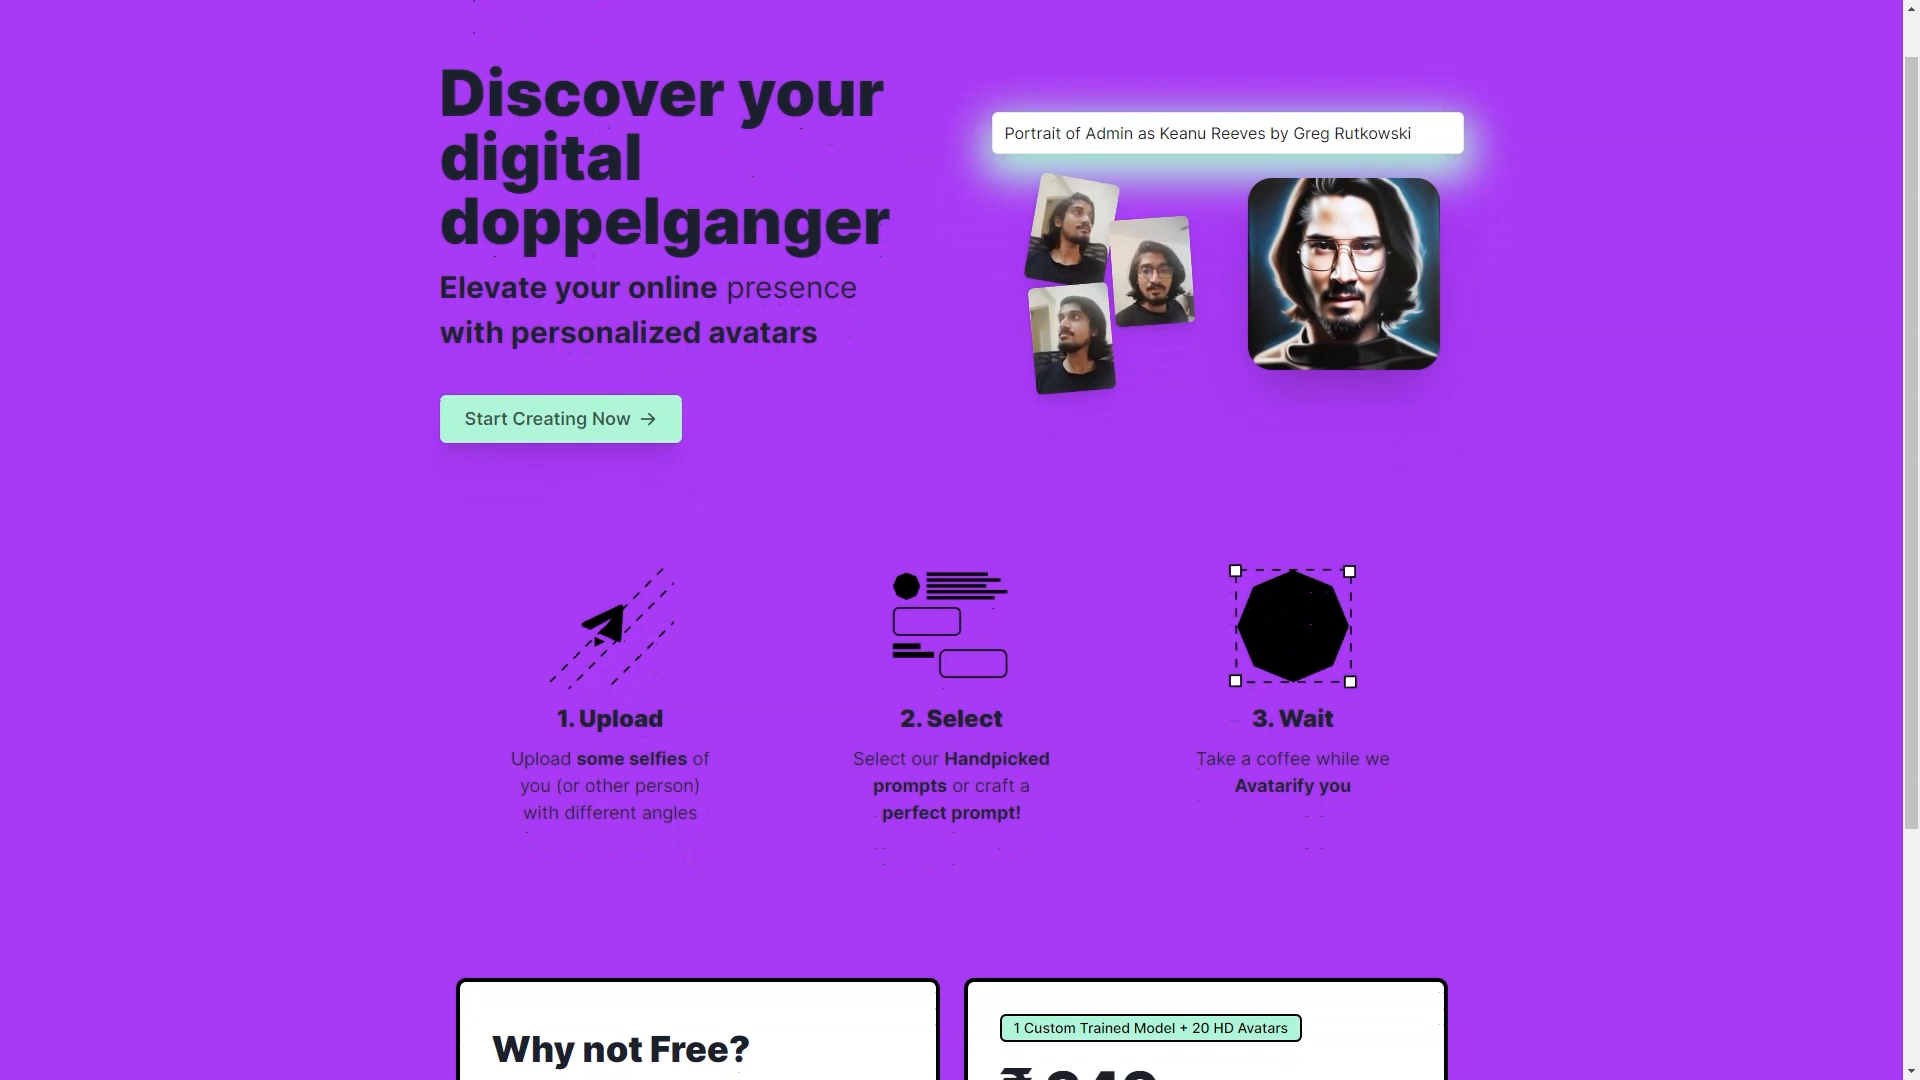 Discover your
digital
doppelganger
Elevate your online presence
with personalized avatars
Start Creating Now →
Portrait of Admin as Keanu Reeves by Greg Rutkowski
1. Upload
Upload some selfies of
you (or other person)
with different angles
2. Select
Select our Handpicked
prompts or craft a
perfect prompt!
3. Wait
Take a coffee while we
Avatarify you
Why not Free?
1 Custom Trained Model + 20 HD Avatars